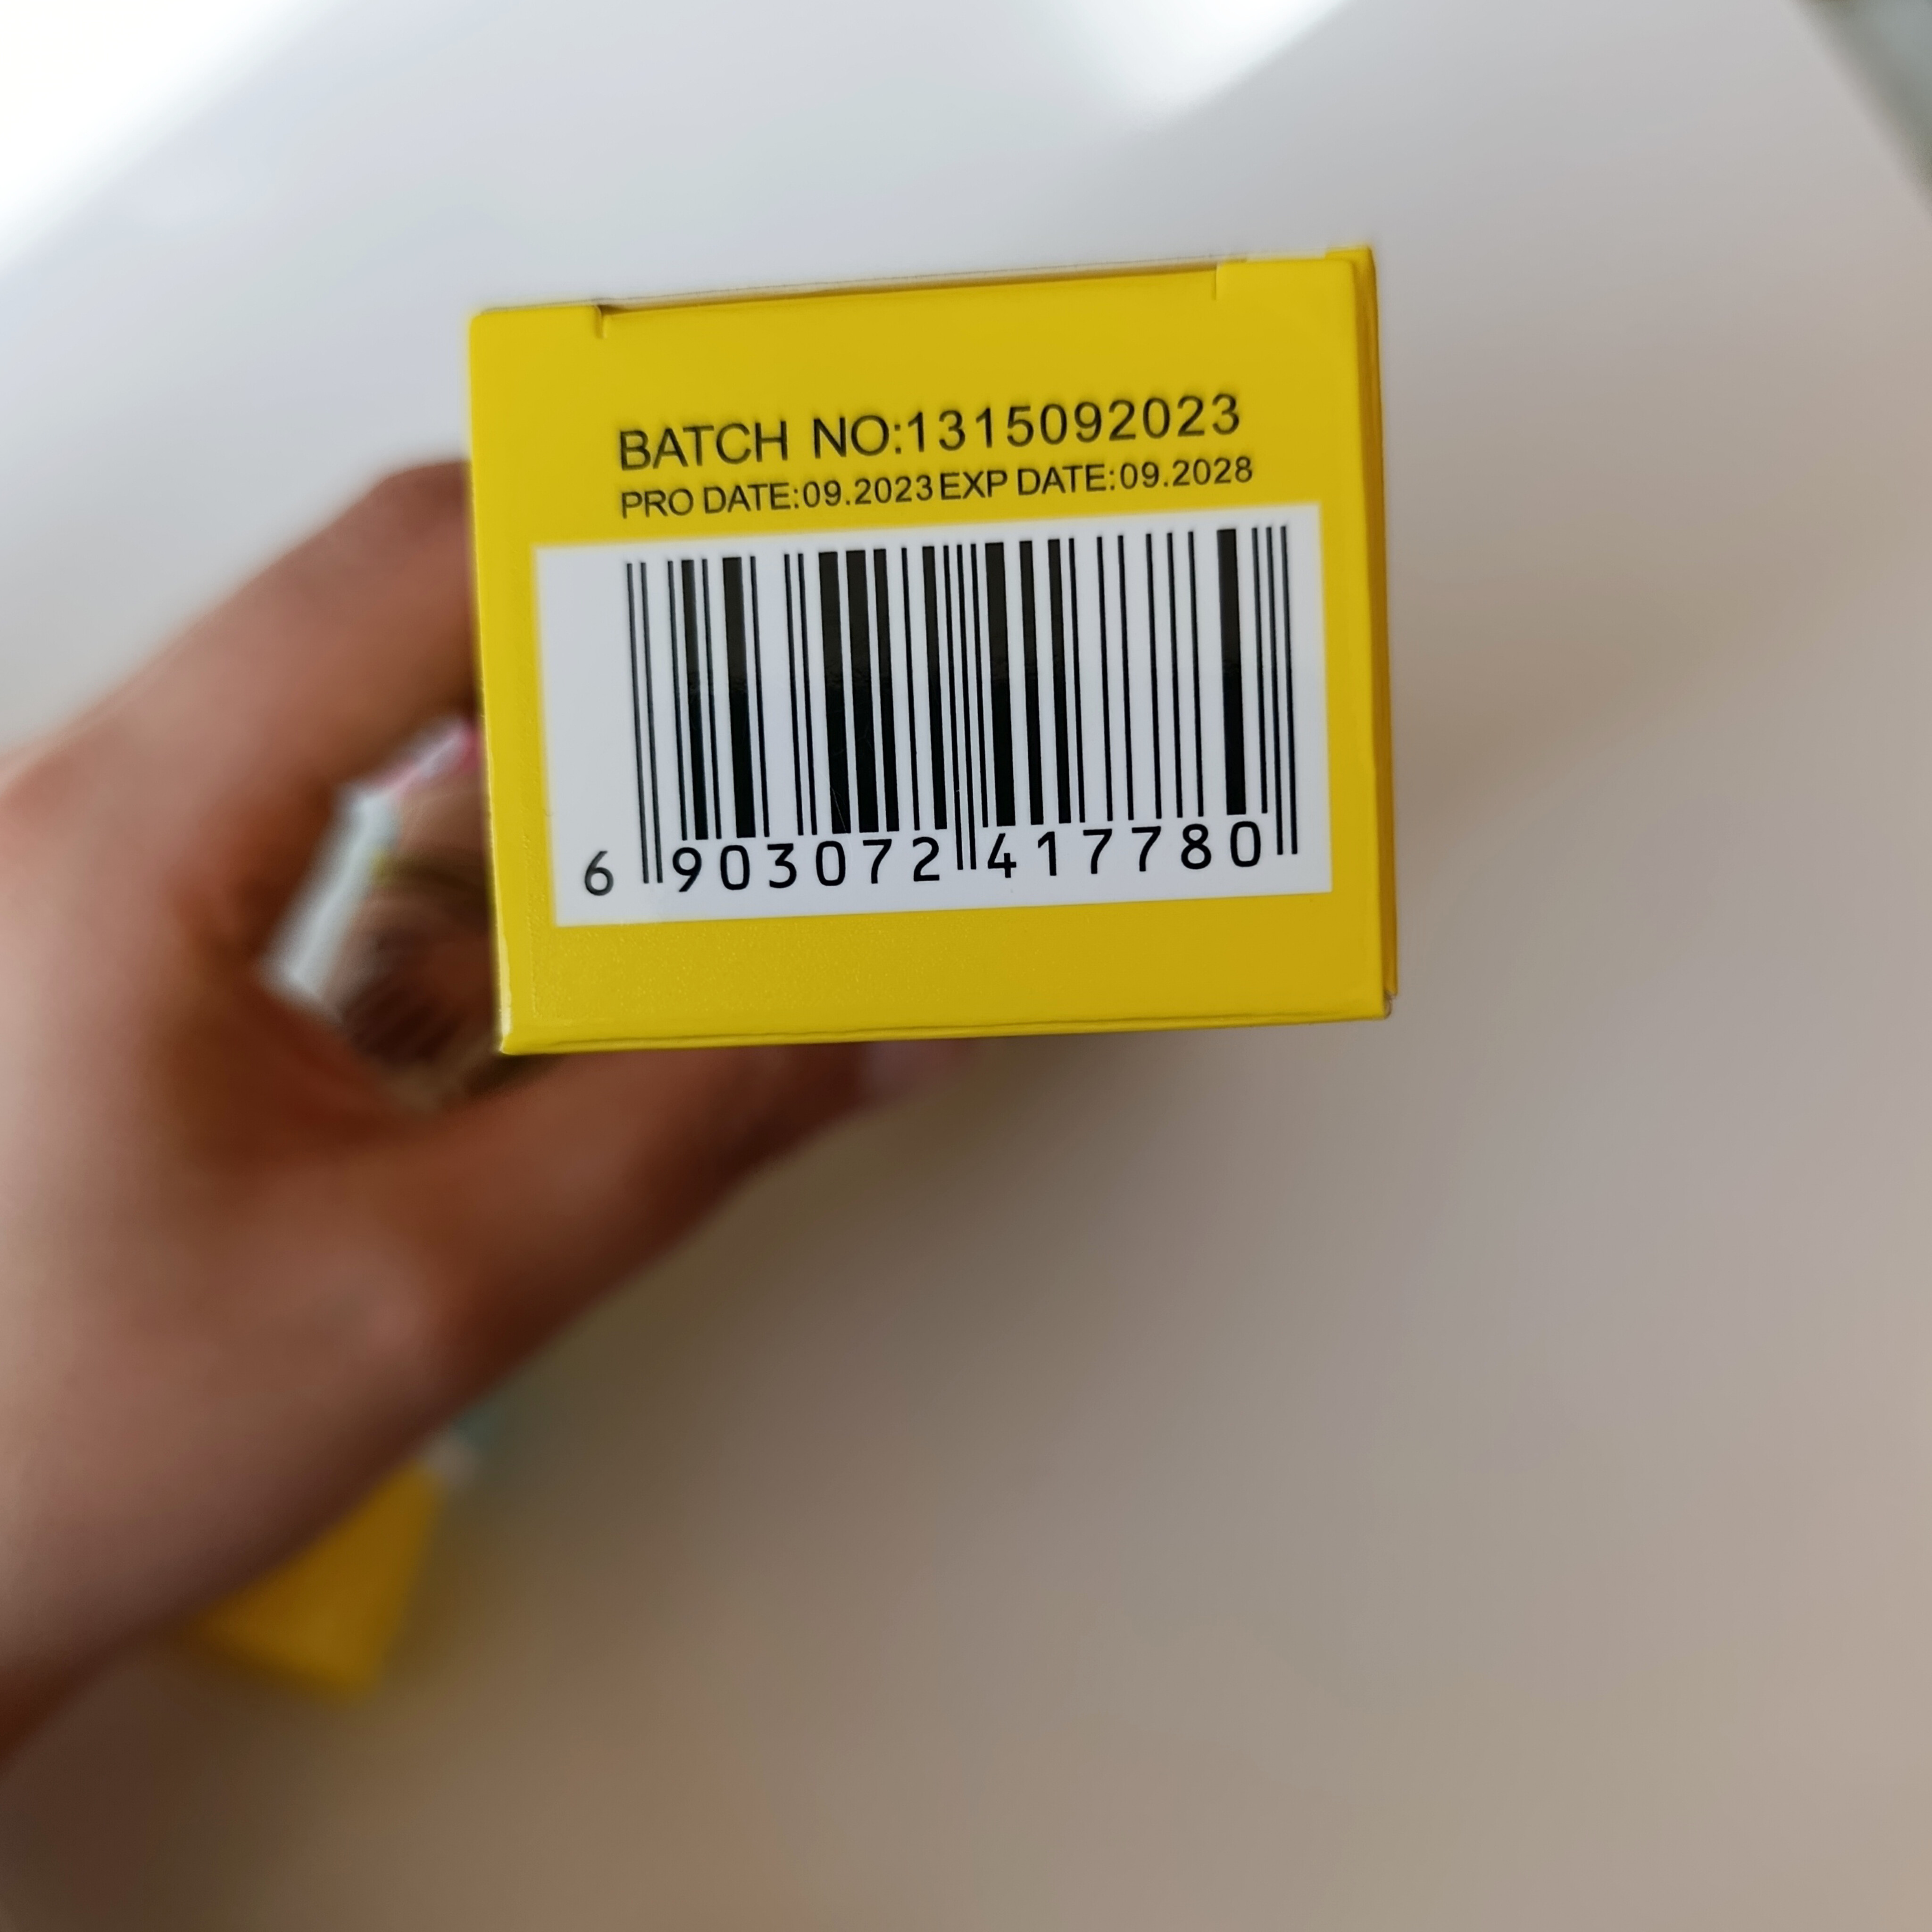 BATCH NO:1315092023
PRO DATE:09.2023 EXP DATE:09.2028
6 903072 417780